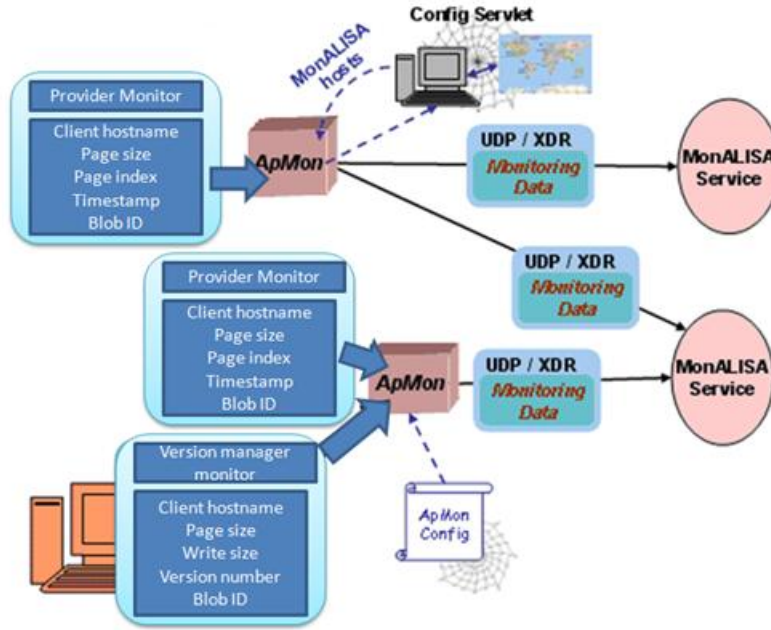 Config Servlet
MonALISA
hosts
Provider Monitor
Client hostname
Page size
Page index
Timestamp
Blob ID
ApMon
UDP / XDR
Monitoring
Data
MonALISA
Service
UDP / XDR
Monitoring
Data
Provider Monitor
Client hostname
Page size
Page index
Timestamp
Blob ID
ApMon
UDP / XDR
Monitoring
Data
MonALISA
Service
Version manager
monitor
Client hostname
Page size
Write size
Version number
Blob ID
ApMon
Config